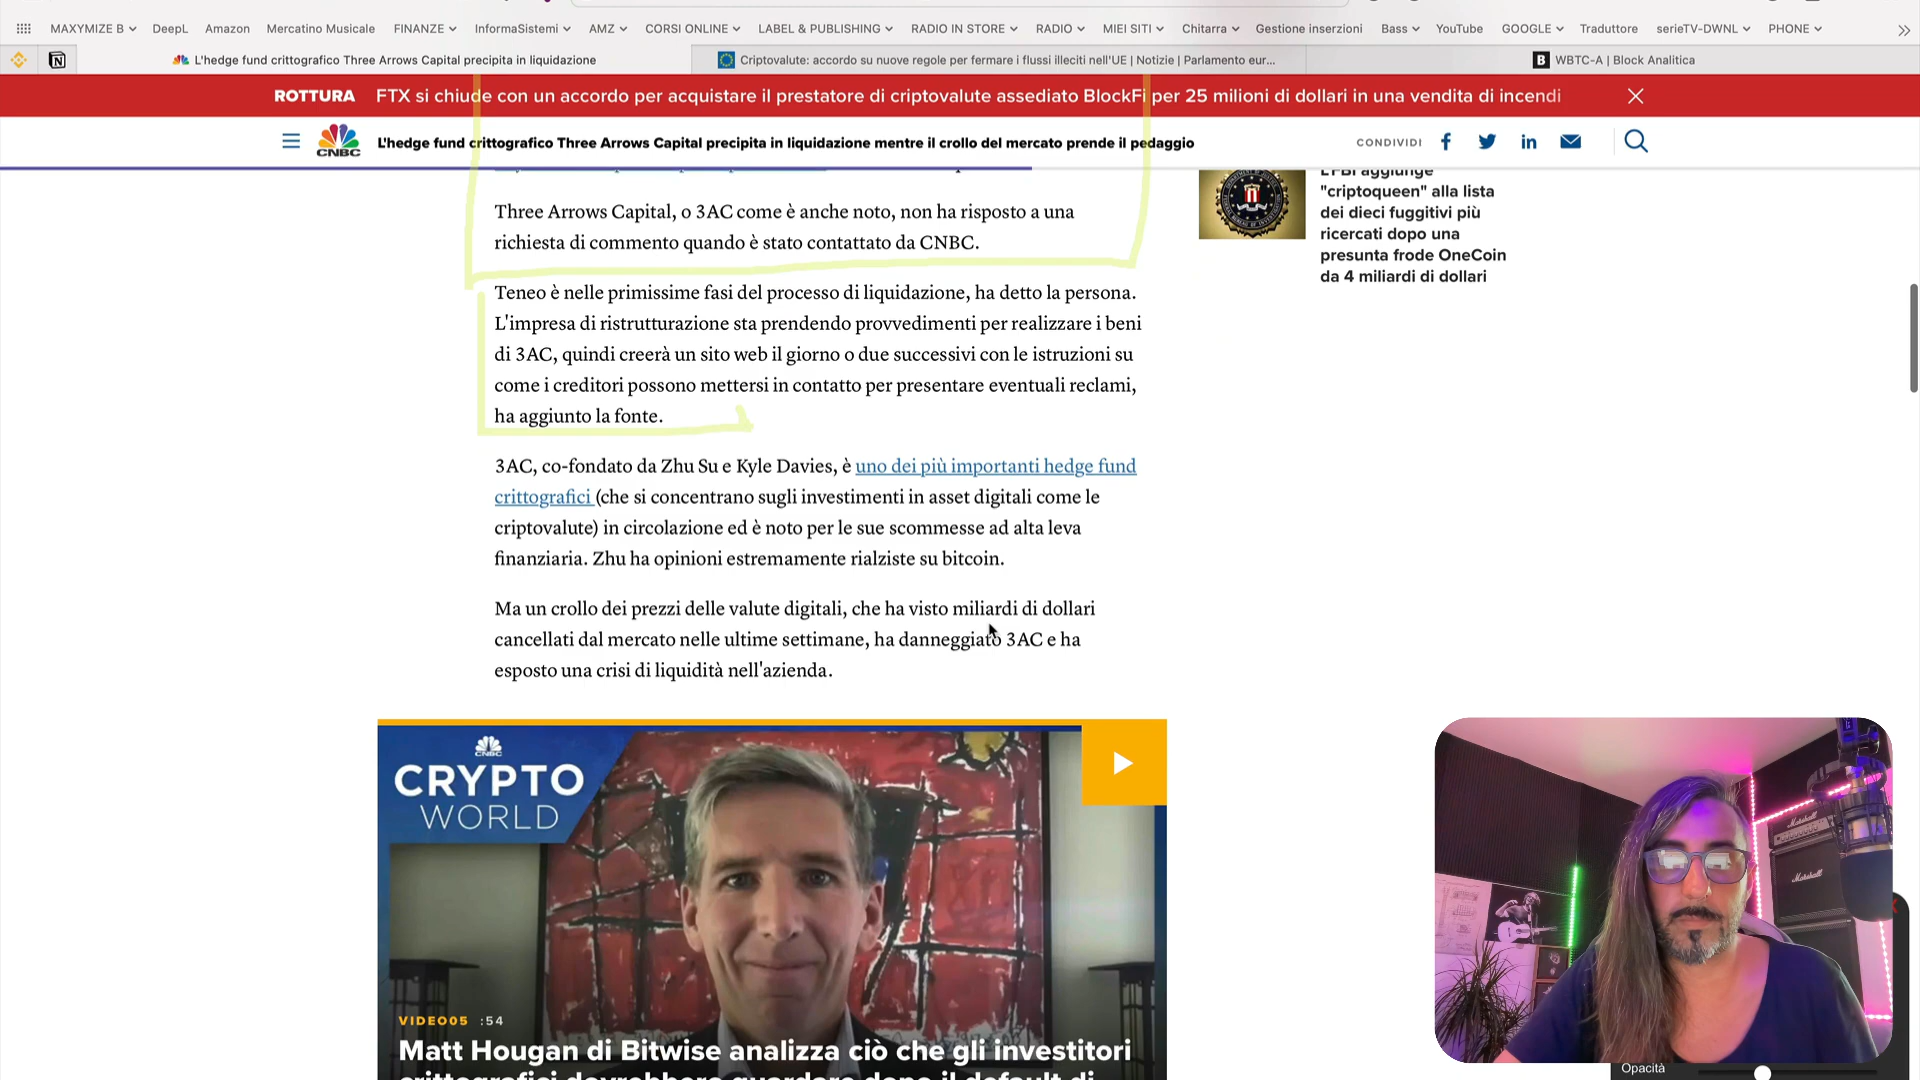 MAXYMIZE B
DeepL
Amazon
Mercatino Musicale
FINANZE
InformaSistemi
AMZ
CORSI ONLINE
LABEL & PUBLISHING
RADIO IN STORE
RADIO
MIEI SITI
Chitarra
Gestione inserzioni
Bass
YouTube
GOOGLE
Traduttore
serieTV-DWNL
PHONE
L'hedge fund crittografico Three Arrows Capital precipita in liquidazione
Criptovalute: accordo su nuove regole per fermare i flussi illeciti nell'UE | Notizie | Parlamento eur...
WBTC-A | Block Analitica
ROTTURA FTX si chiude con un accordo per acquistare il prestatore di criptovalute assediato BlockFi per 25 milioni di dollari in una vendita di incendi
CNBC
L'hedge fund crittografico Three Arrows Capital precipita in liquidazione mentre il crollo del mercato prende il pedaggio
CONDIVIDI
Three Arrows Capital, o 3AC come è anche noto, non ha risposto a una
richiesta di commento quando è stato contattato da CNBC.
Teneo è nelle primissime fasi del processo di liquidazione, ha detto la persona.
L'impresa di ristrutturazione sta prendendo provvedimenti per realizzare i beni
di 3AC, quindi creerà un sito web il giorno o due successivi con le istruzioni su
come i creditori possono mettersi in contatto per presentare eventuali reclami,
ha aggiunto la fonte.
3AC, co-fondato da Zhu Su e Kyle Davies, è uno dei più importanti hedge fund
crittografici (che si concentrano sugli investimenti in asset digitali come le
criptovalute) in circolazione ed è noto per le sue scommesse ad alta leva
finanziaria. Zhu ha opinioni estremamente rialziste su bitcoin.
Ma un crollo dei prezzi delle valute digitali, che ha visto miliardi di dollari
cancellati dal mercato nelle ultime settimane, ha danneggiato 3AC e ha
esposto una crisi di liquidità nell'azienda.
L'FBI aggiunge
"criptoqueen" alla lista
dei dieci fuggitivi più
ricercati dopo una
presunta frode OneCoin
da 4 miliardi di dollari
CNBC
CRYPTO
WORLD
VIDEO05 :54
Matt Hougan di Bitwise analizza ciò che gli investitori
crittografici dovrebbero guardare dopo il default di
Marshall
Marshall
Opacità